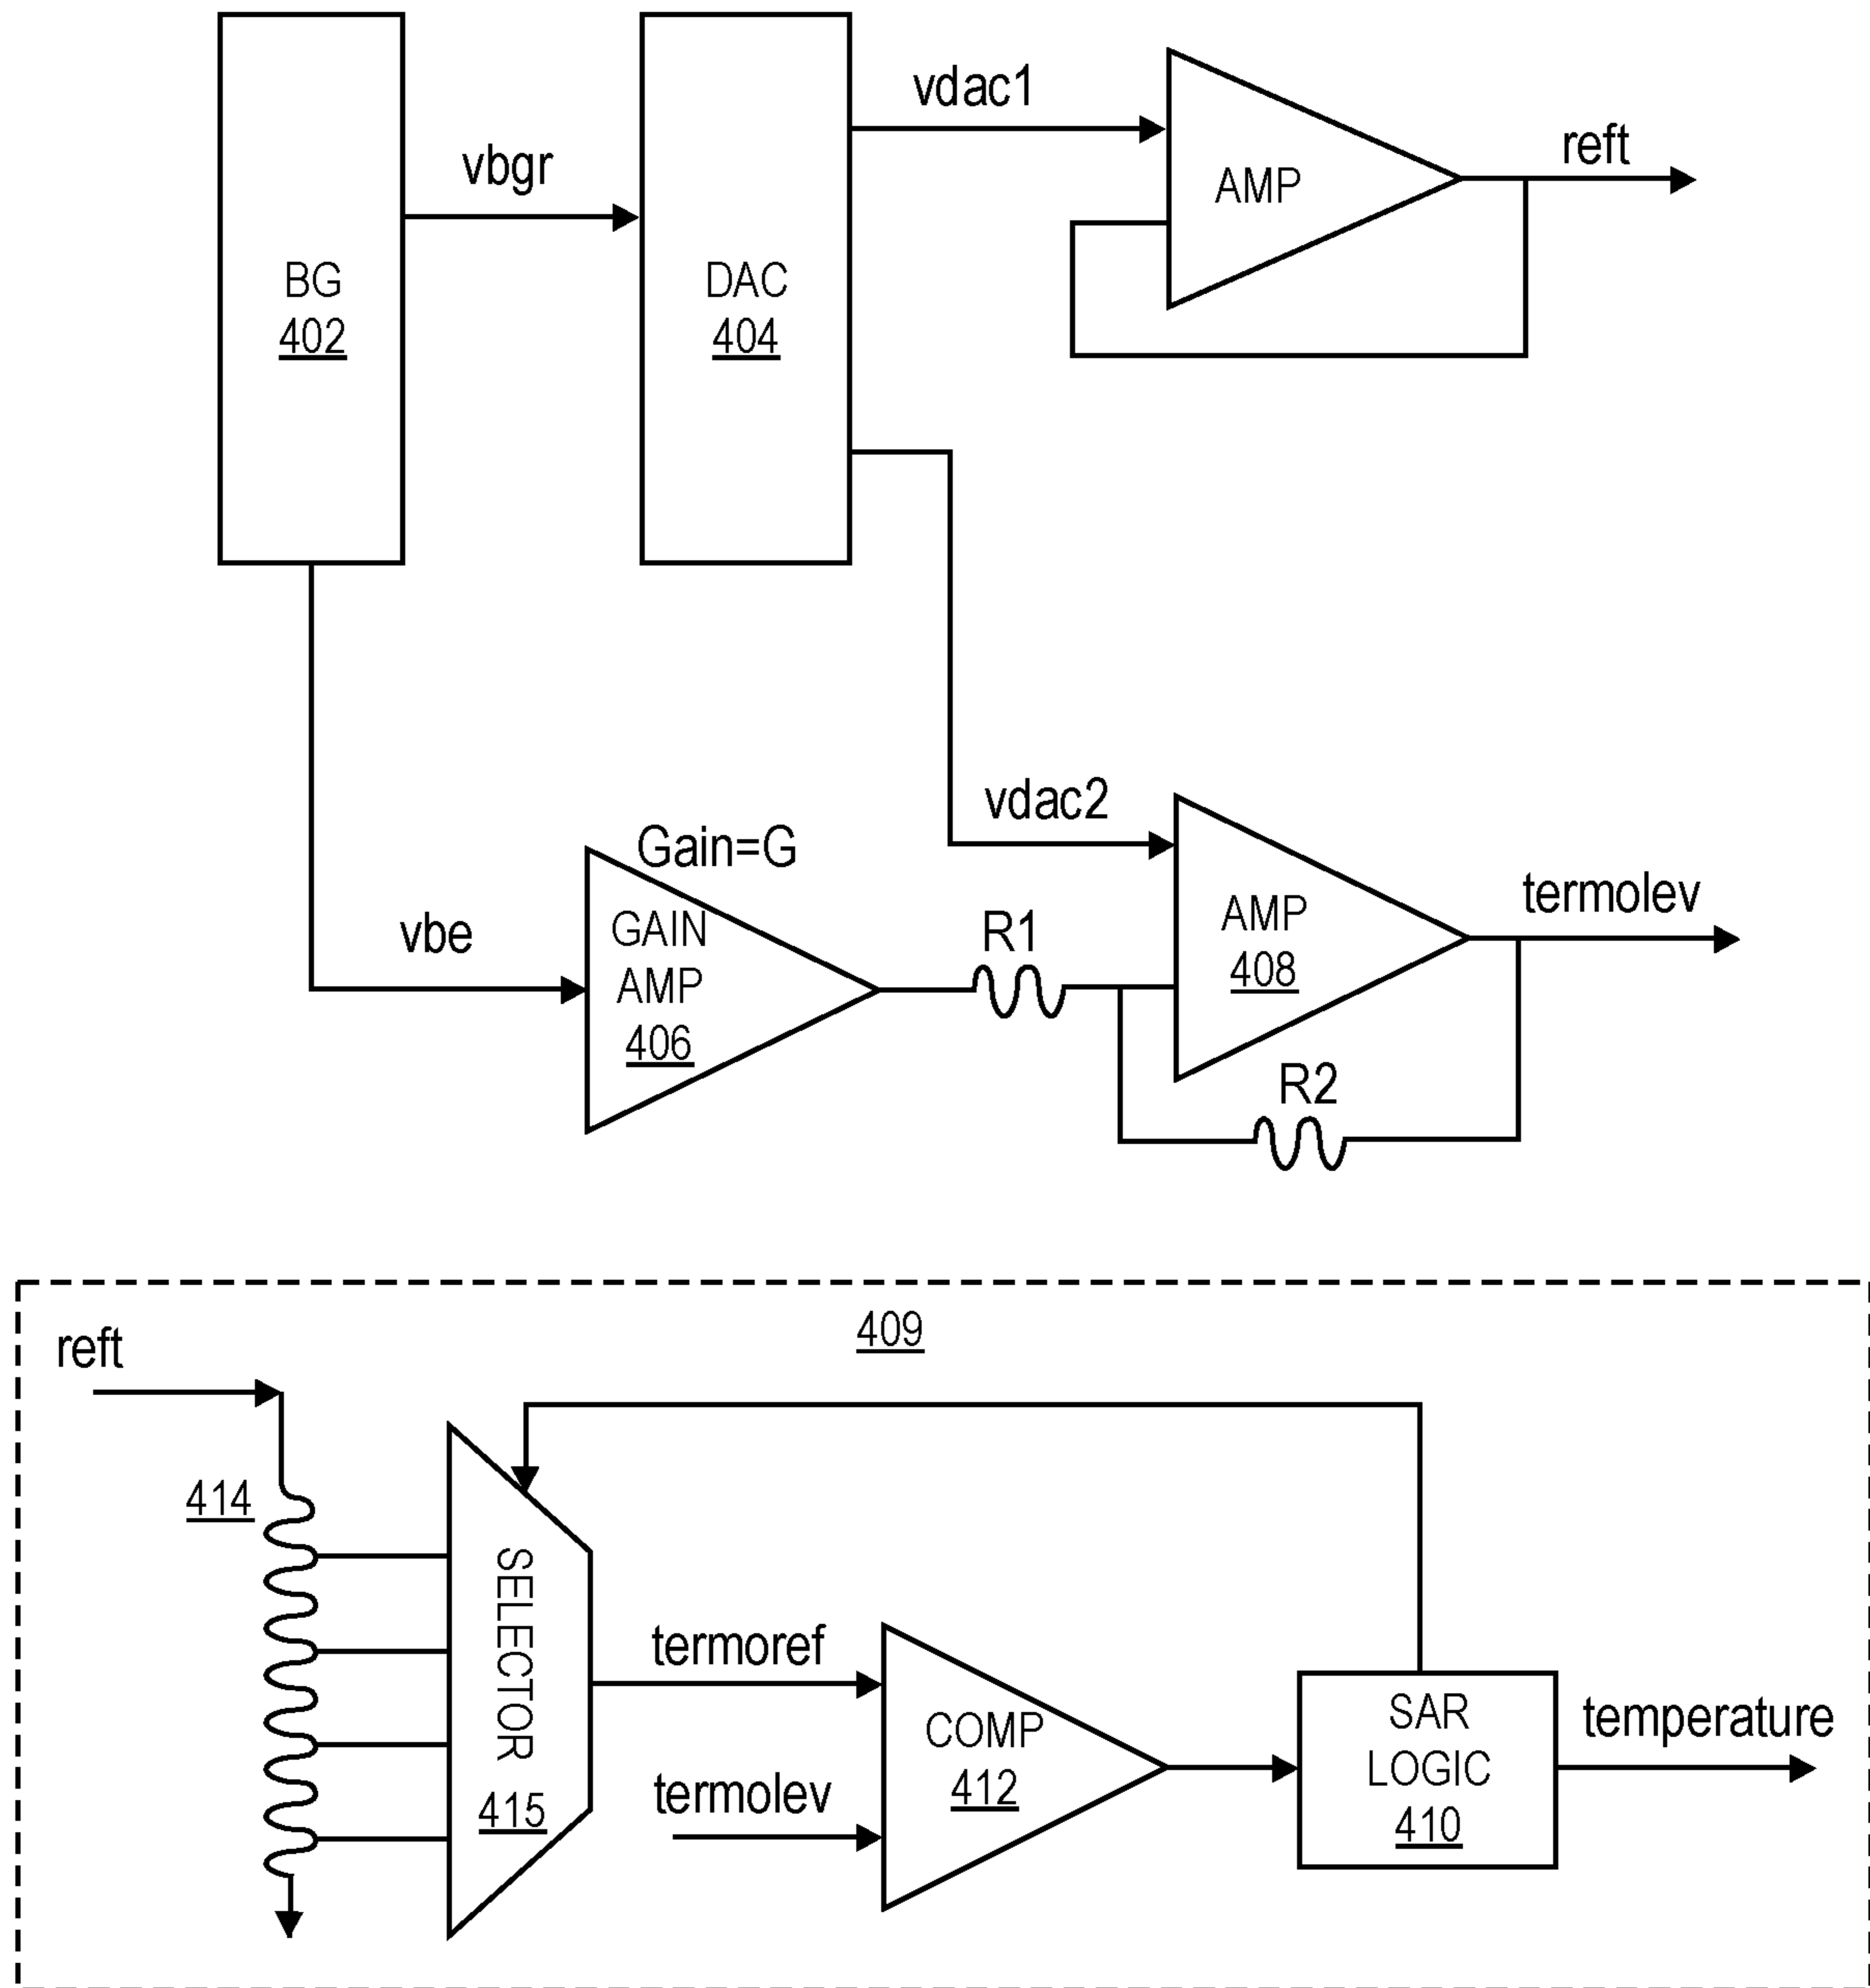 vdac1
reft
vbgr
AMP
BG
402
DAC
404
vdac2
Gain=G
termolev
vbe
GAIN
AMP
406
R1
AMP
408
R2
409
reft
414
SELECTOR
415
termoref
termolev
COMP
412
SAR
LOGIC
410
temperature